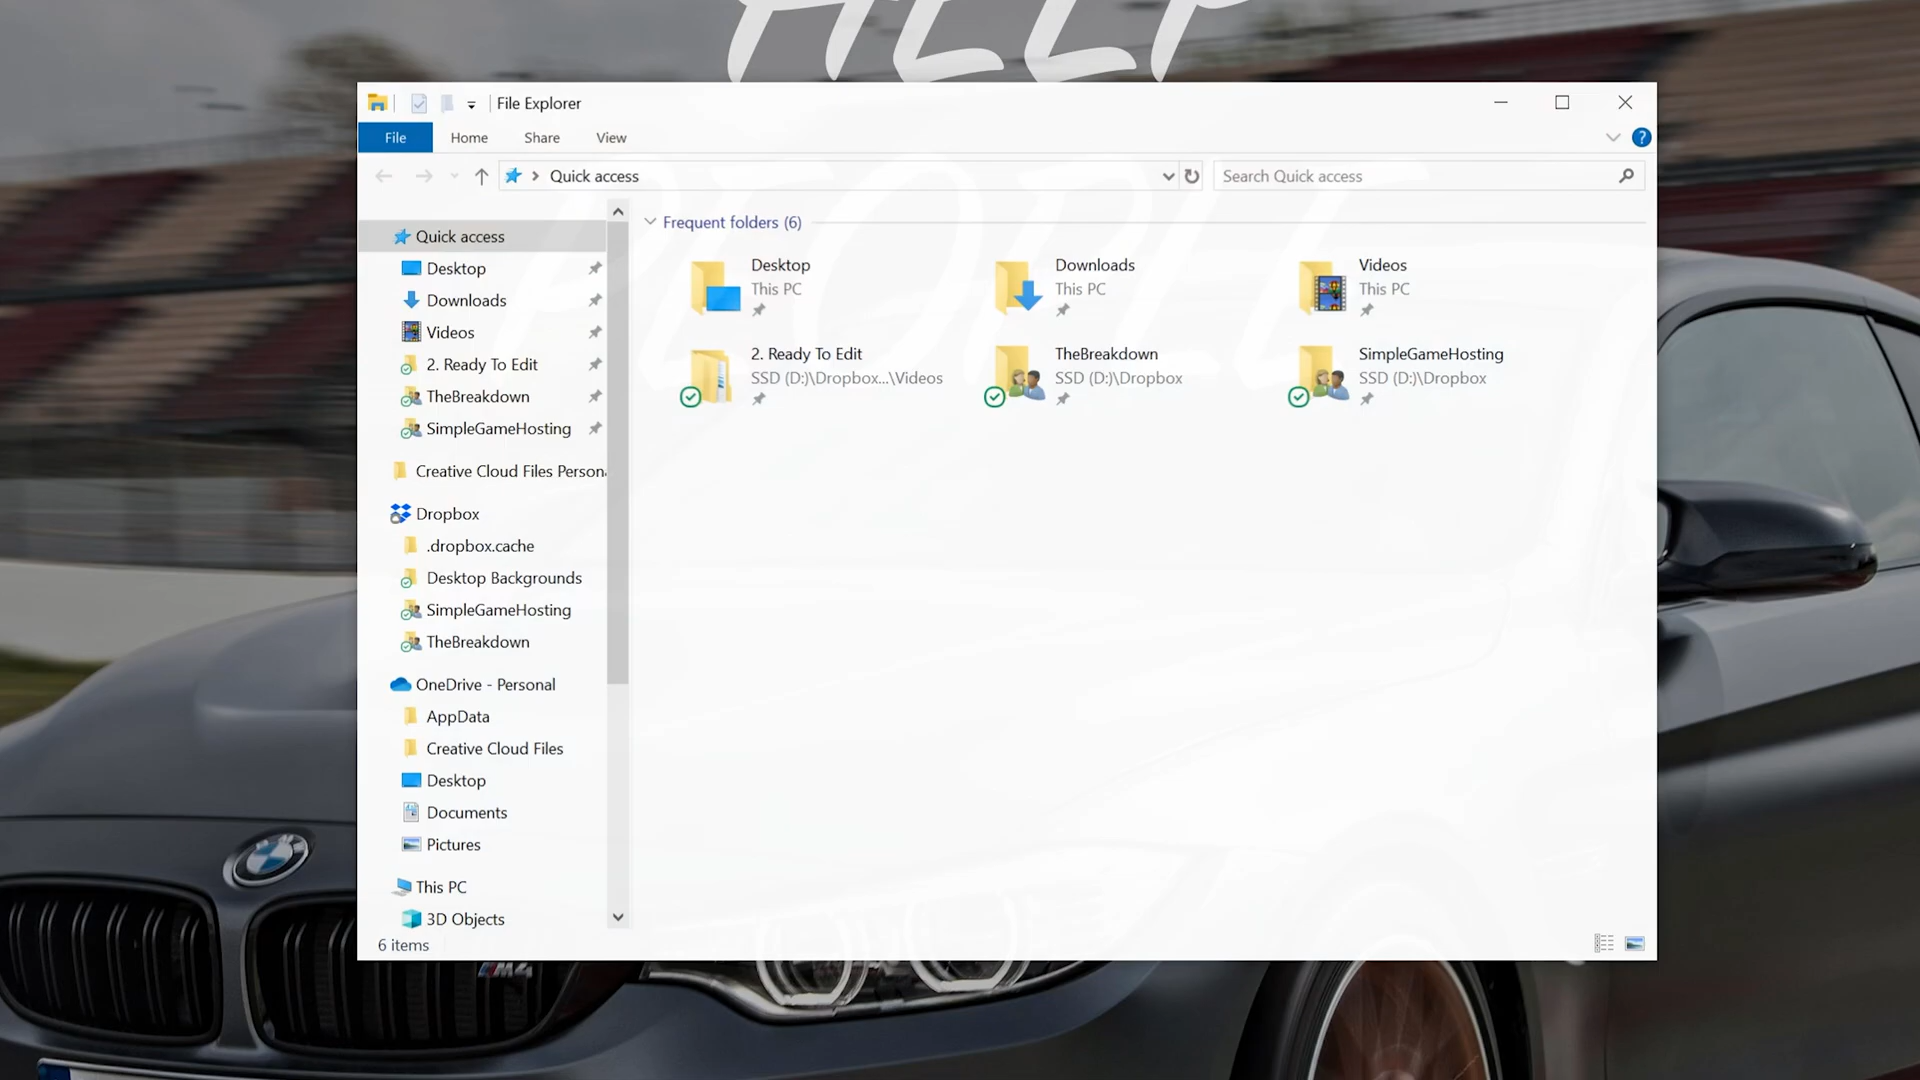 HELP
File Explorer
File Home Share View
Quick access
Search Quick access
Quick access
Desktop
Downloads
Videos
2. Ready To Edit
TheBreakdown
SimpleGameHosting
Creative Cloud Files Person
Dropbox
.dropbox.cache
Desktop Backgrounds
SimpleGameHosting
TheBreakdown
OneDrive - Personal
AppData
Creative Cloud Files
Desktop
Documents
Pictures
This PC
3D Objects
6 items
Frequent folders (6)
Desktop
This PC
Downloads
This PC
Videos
This PC
2. Ready To Edit
SSD (D:)\Dropbox...\Videos
TheBreakdown
SSD (D:)\Dropbox
SimpleGameHosting
SSD (D:)\Dropbox
PEOPLE
M4